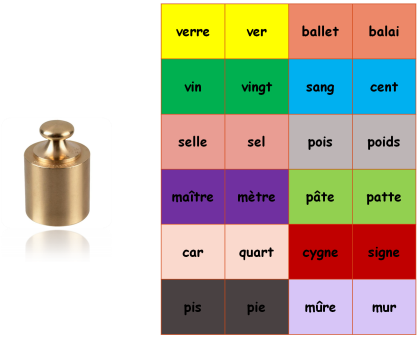 verre ver ballet balai
vin vingt sang cent
selle sel pois poids
maître mètre pâte patte
car quart cygne signe
pis pie mûre mur